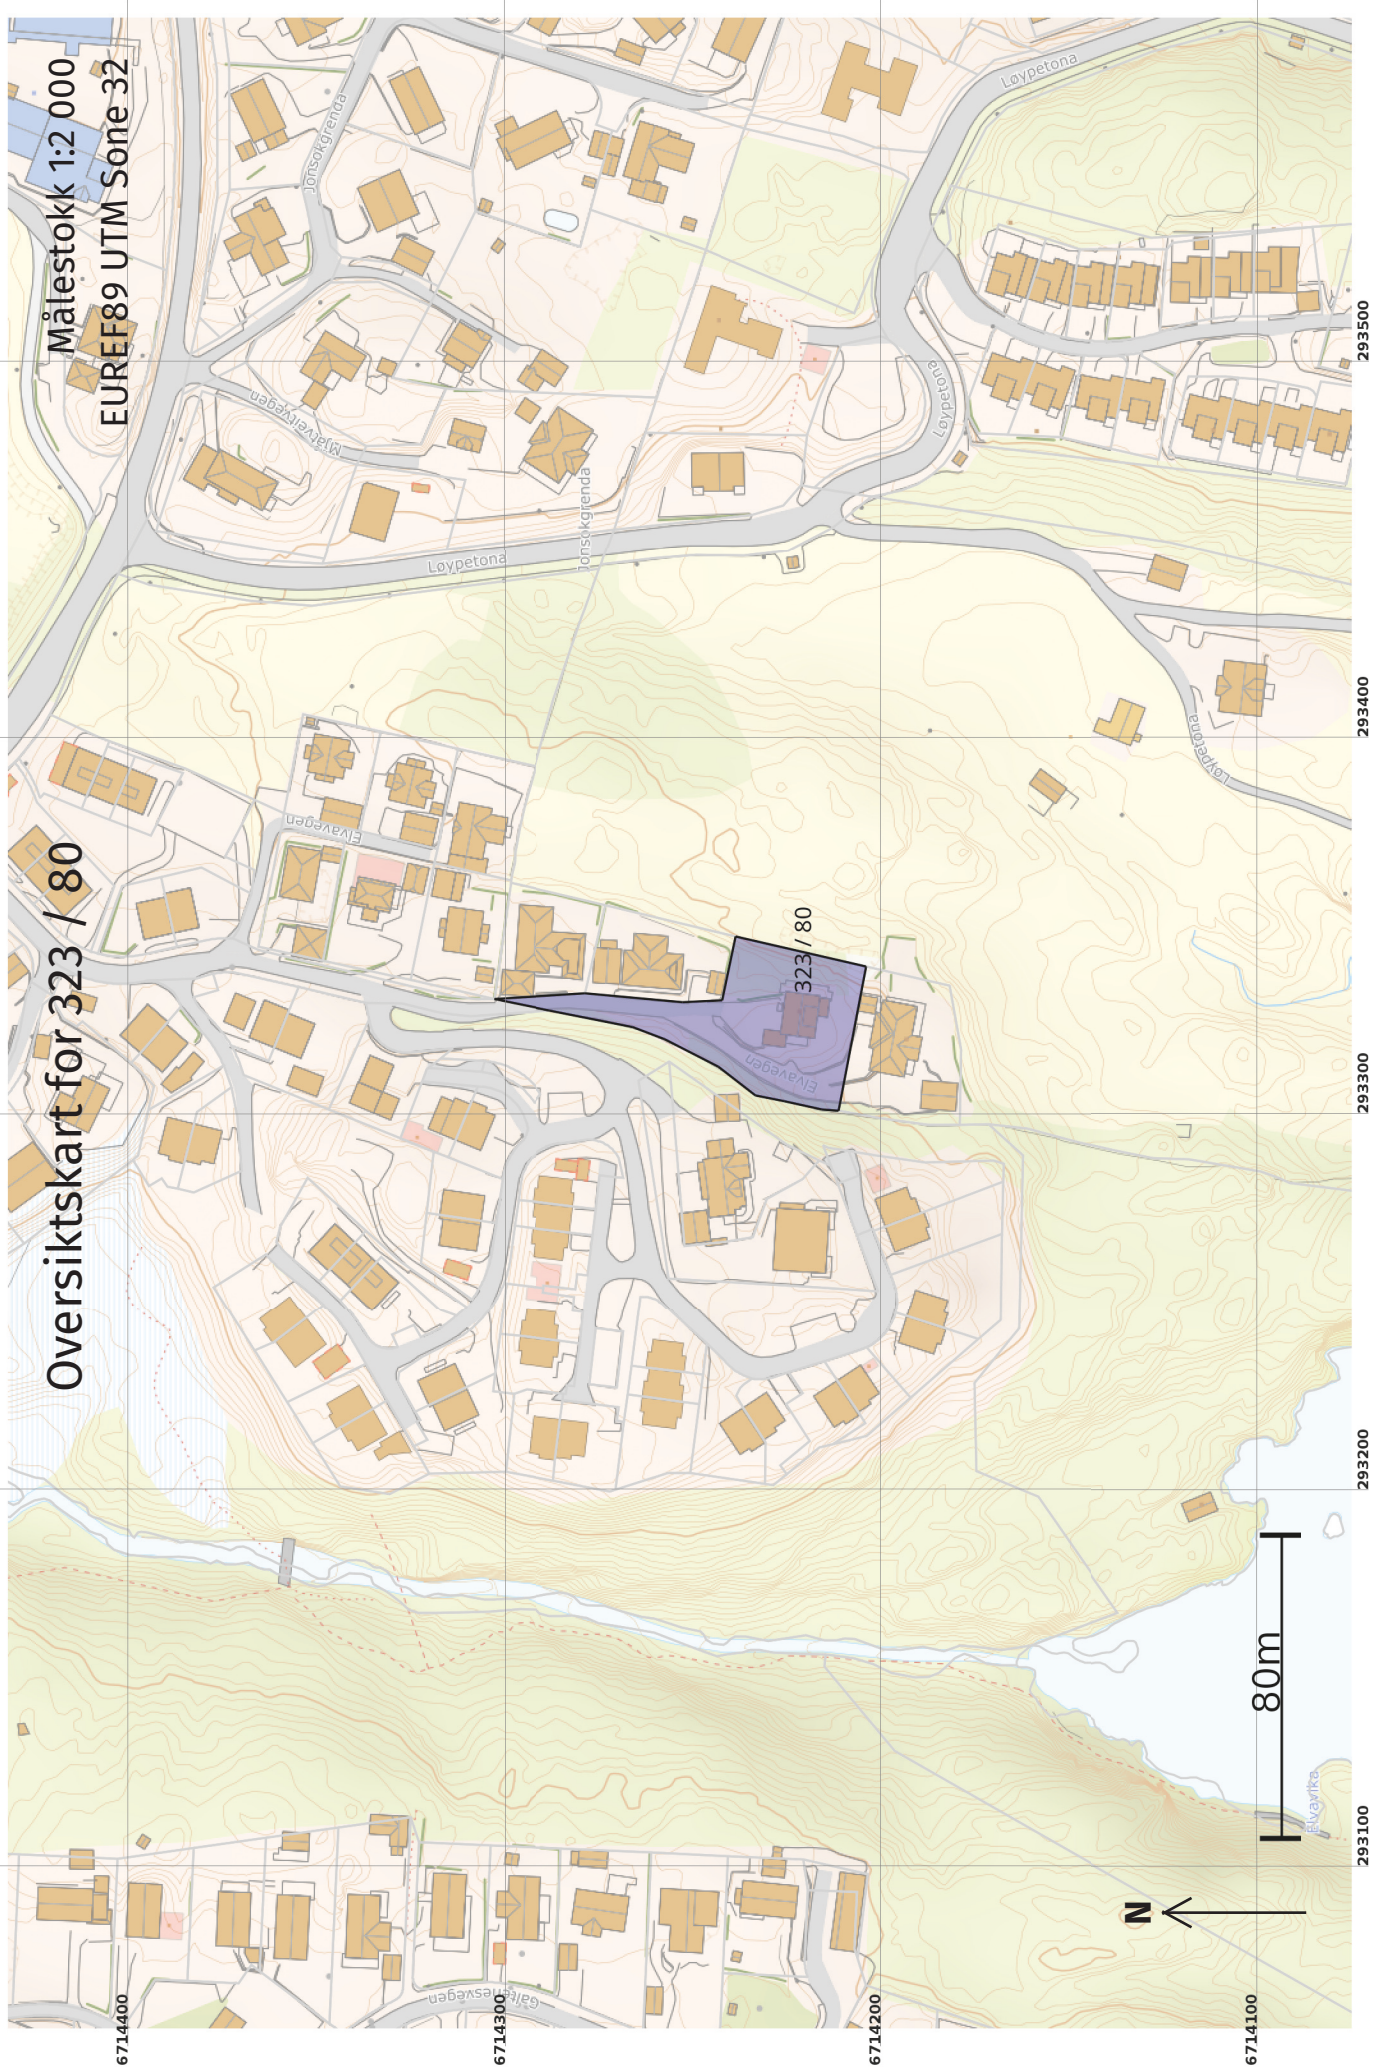 Oversiktskart for 323 / 80
Målestokk 1:2 000
EUREF89 UTM Sone 32
Jonsokgrenda
Løypetona
Mjåtveitvegen
Løypetona
Jonsokgrenda
Løypetona
Elvavegen
323 / 80
Elvavegen
Løypetona
Galtenesvegen
Elvavika
80m
N
6714400
6714300
6714200
6714100
293100
293200
293300
293400
293500